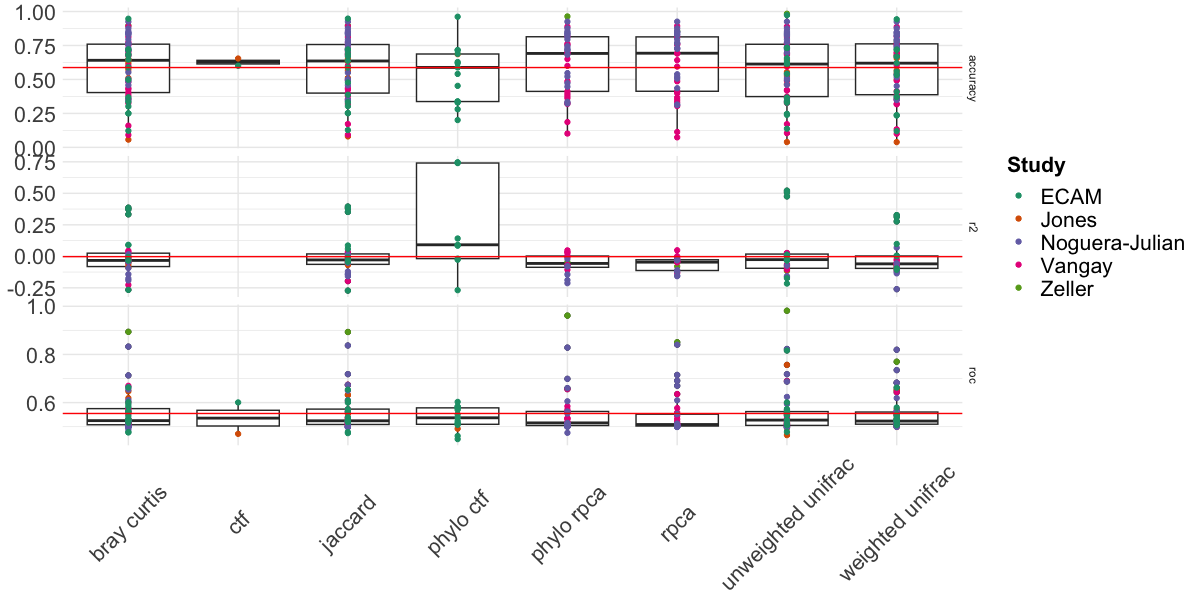 1.00
0.75
0.50
0.25
0.00
accuracy
0.75
0.50
0.25
0.00
-0.25
r2
1.0
0.8
0.6
roc
bray curtis
ctf
jaccard
phylo ctf
phylo rpca
rpca
unweighted unifrac
weighted unifrac
Study
ECAM
Jones
Noguera-Julian
Vangay
Zeller